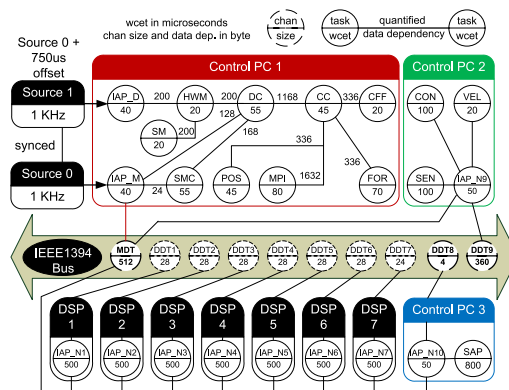 Source 0 +
750us
offset
wcet in microseconds
chan size and data dep. in byte
chan
size
task
wcet
quantified
data dependency
task
wcet
Control PC 1
Control PC 2
Source 1
1 KHz
synced
Source 0
1 KHz
IAP_D
40
200
HWM
20
200
128
DC
55
1168
CC
45
336
CFF
20
SM
20
200
168
336
336
IAP_M
40
24
SMC
55
POS
45
MPI
80
1632
FOR
70
CON
100
VEL
20
SEN
100
IAP_N9
50
IEEE1394
Bus
MDT
512
DDT1
28
DDT2
28
DDT3
28
DDT4
28
DDT5
28
DDT6
28
DDT7
24
DDT8
4
DDT9
360
DSP
1
IAP_N1
500
DSP
2
IAP_N2
500
DSP
3
IAP_N3
500
DSP
4
IAP_N4
500
DSP
5
IAP_N5
500
DSP
6
IAP_N6
500
DSP
7
IAP_N7
500
Control PC 3
IAP_N10
50
SAP
800